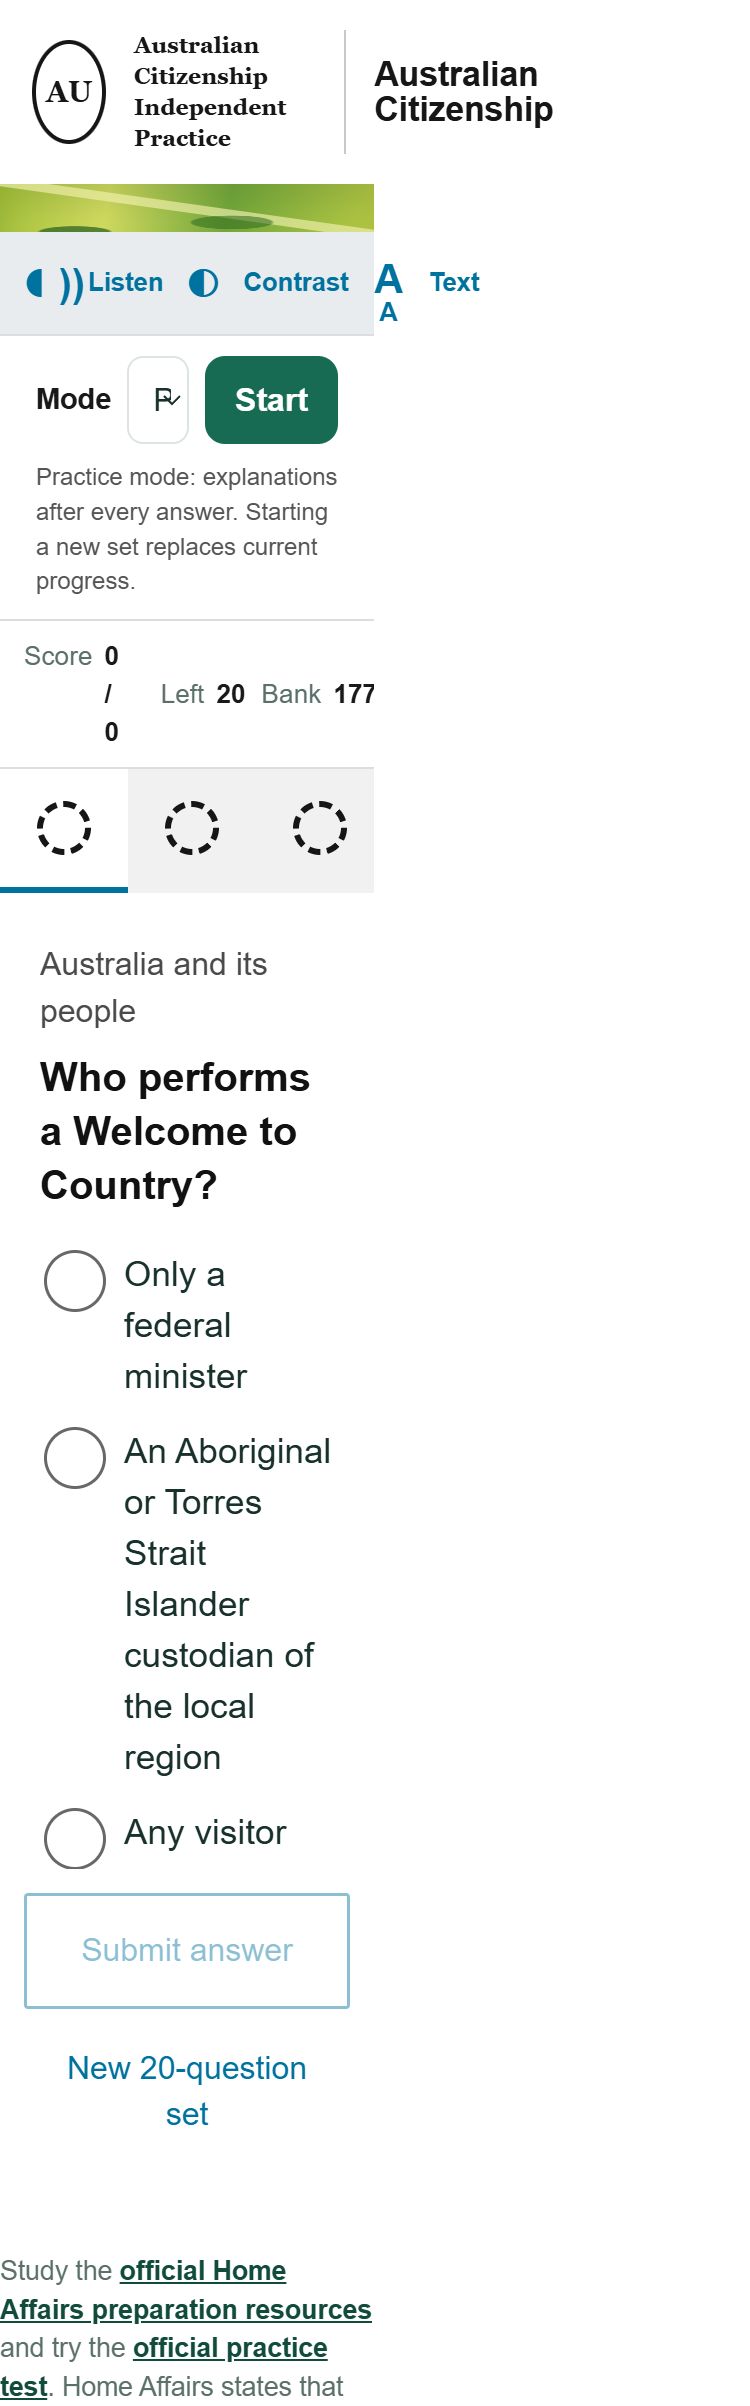 AU
Australian
Citizenship
Independent
Practice
Australian
Citizenship
Listen
Contrast
A
A
Text
Mode
Start
Practice mode: explanations
after every answer. Starting
a new set replaces current
progress.
Score 0
/
0
Left 20 Bank 177
Australia and its
people
Who performs
a Welcome to
Country?
Only a
federal
minister
An Aboriginal
or Torres
Strait
Islander
custodian of
the local
region
Any visitor
Submit answer
New 20-question
set
Study the official Home
Affairs preparation resources
and try the official practice
test. Home Affairs states that